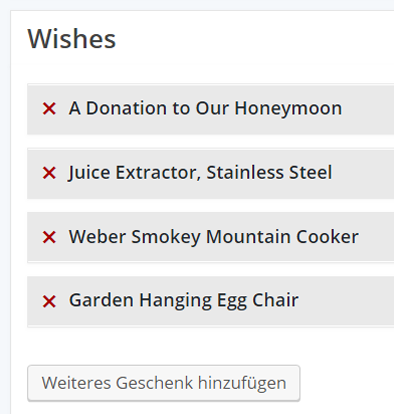 Wishes
A Donation to Our Honeymoon
Juice Extractor, Stainless Steel
Weber Smokey Mountain Cooker
Garden Hanging Egg Chair
Weiteres Geschenk hinzufügen